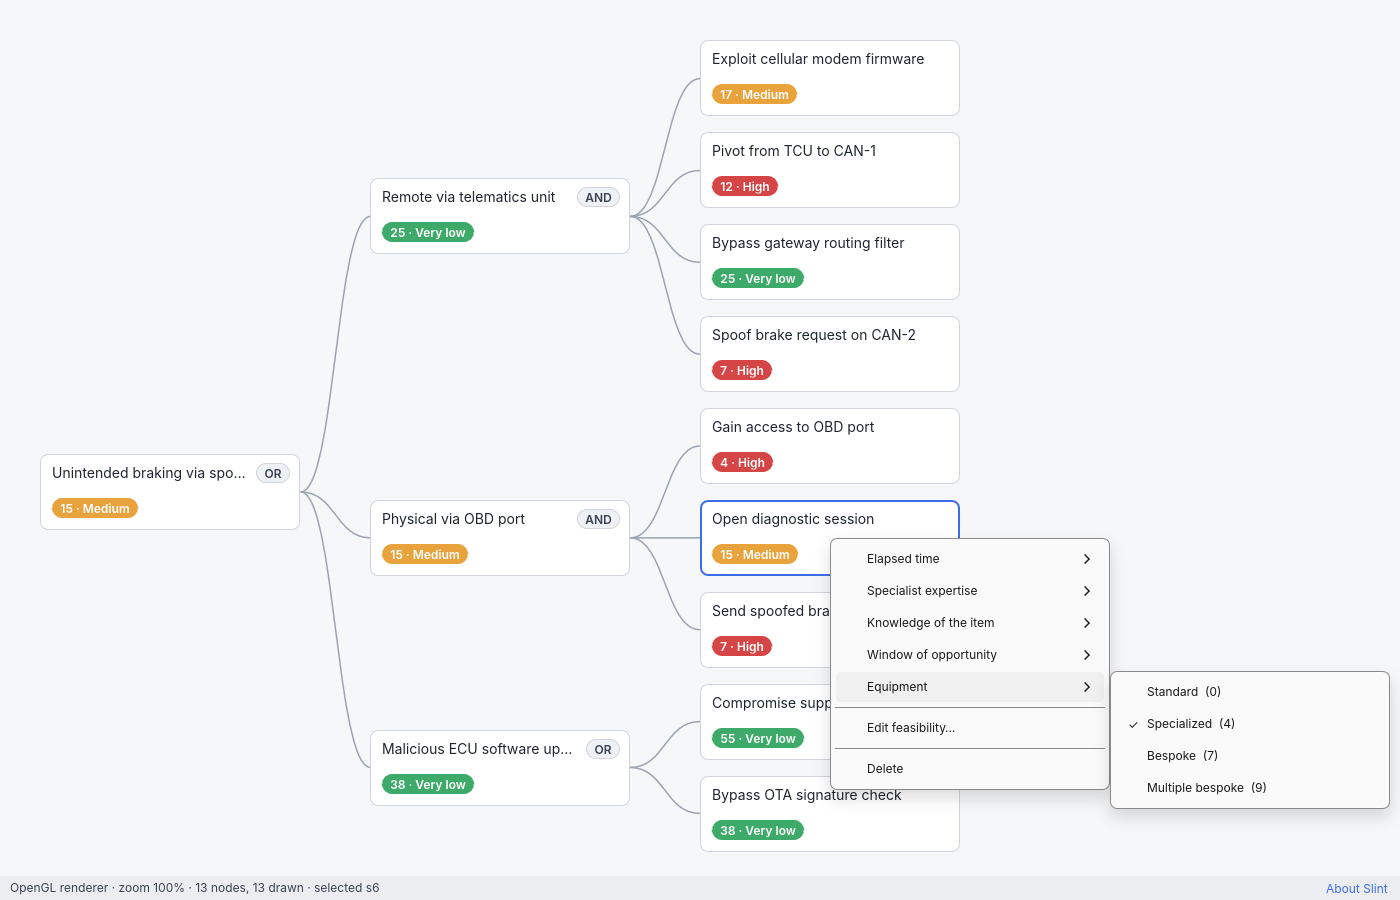 Exploit cellular modem firmware
17 · Medium
Pivot from TCU to CAN-1
12 · High
Remote via telematics unit AND
25 · Very low
Bypass gateway routing filter
25 · Very low
Spoof brake request on CAN-2
7 · High
Gain access to OBD port
4 · High
Unintended braking via spo... OR
15 · Medium
Physical via OBD port AND
15 · Medium
Open diagnostic session
15 · Medium
Send spoofed bra
7 · High
Compromise supp
55 · Very low
Malicious ECU software up... OR
38 · Very low
Bypass OTA signature check
38 · Very low
Elapsed time
Specialist expertise
Knowledge of the item
Window of opportunity
Equipment
Edit feasibility...
Delete
Standard (0)
Specialized (4)
Bespoke (7)
Multiple bespoke (9)
OpenGL renderer · zoom 100% · 13 nodes, 13 drawn · selected s6
About Slint